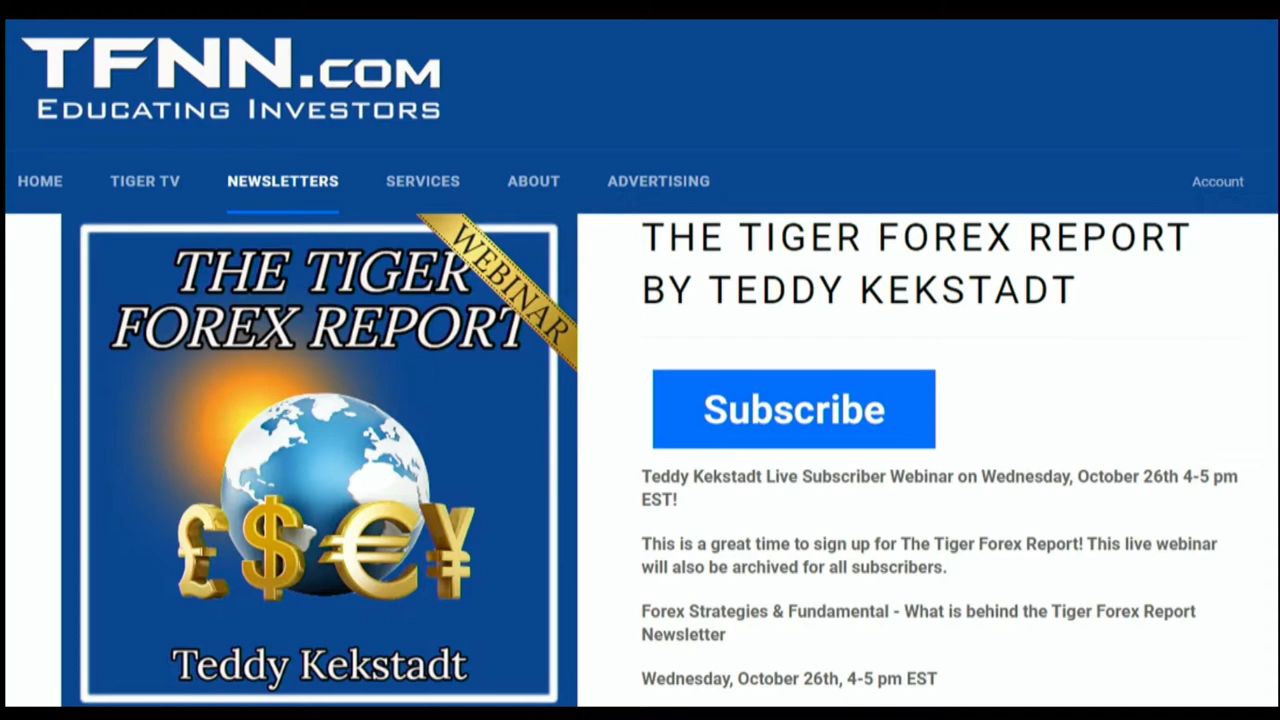 TFNN.COM
EDUCATING INVESTORS
HOME TIGER TV NEWSLETTERS SERVICES ABOUT ADVERTISING Account
THE TIGER
FOREX REPORT
WEBINAR
£$€¥
Teddy Kekstadt
THE TIGER FOREX REPORT
BY TEDDY KEKSTADT
Subscribe
Teddy Kekstadt Live Subscriber Webinar on Wednesday, October 26th 4-5 pm
EST!
This is a great time to sign up for The Tiger Forex Report! This live webinar
will also be archived for all subscribers.
Forex Strategies & Fundamental - What is behind the Tiger Forex Report
Newsletter
Wednesday, October 26th, 4-5 pm EST